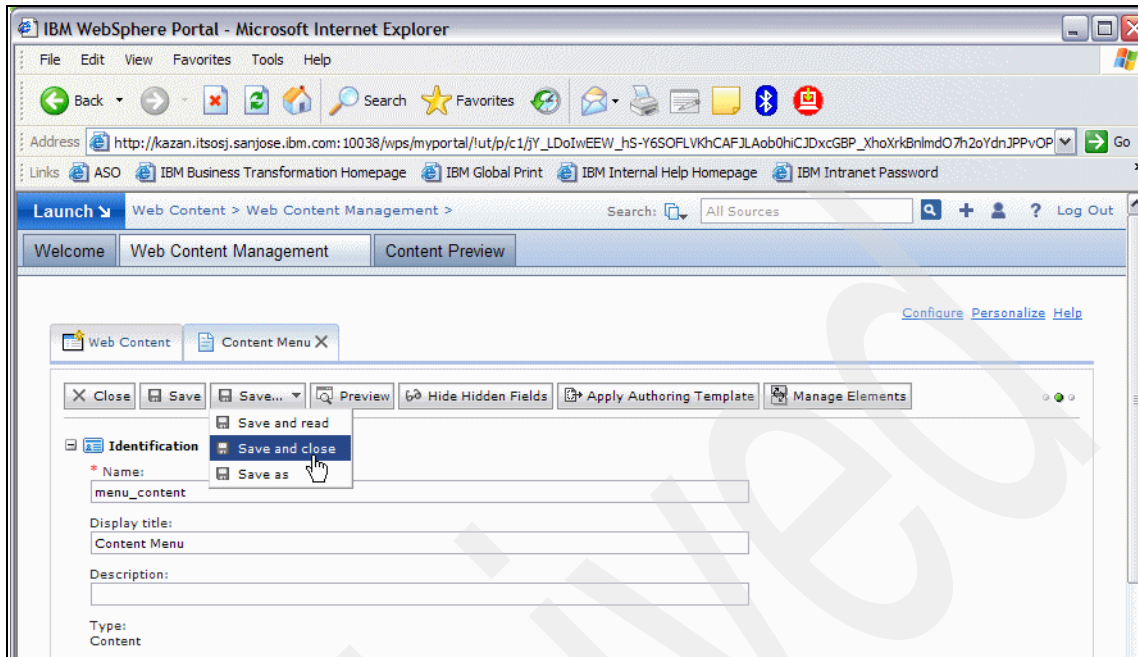 IBM WebSphere Portal - Microsoft Internet Explorer
File Edit View Favorites Tools Help
Back Search Favorites
Address http://kazan.itsosj.sanjose.ibm.com:10038/wps/myportal/!ut/p/c1/jY_LDoIwEEW_hS-Y6SOFLVKhCAFJLAob0hiCJDxcGBP_XhoXrkBnlmdO7h2oYdnJPPvOP Go
Links ASO IBM Business Transformation Homepage IBM Global Print IBM Internal Help Homepage IBM Intranet Password
Launch Web Content > Web Content Management > Search: All Sources ? Log Out
Welcome Web Content Management Content Preview
Configure Personalize Help
Web Content Content Menu X
X Close Save Save... Preview Hide Hidden Fields Apply Authoring Template Manage Elements
Save and read
Identification Save and close
* Name: Save as
menu_content
Display title:
Content Menu
Description:
Type:
Content